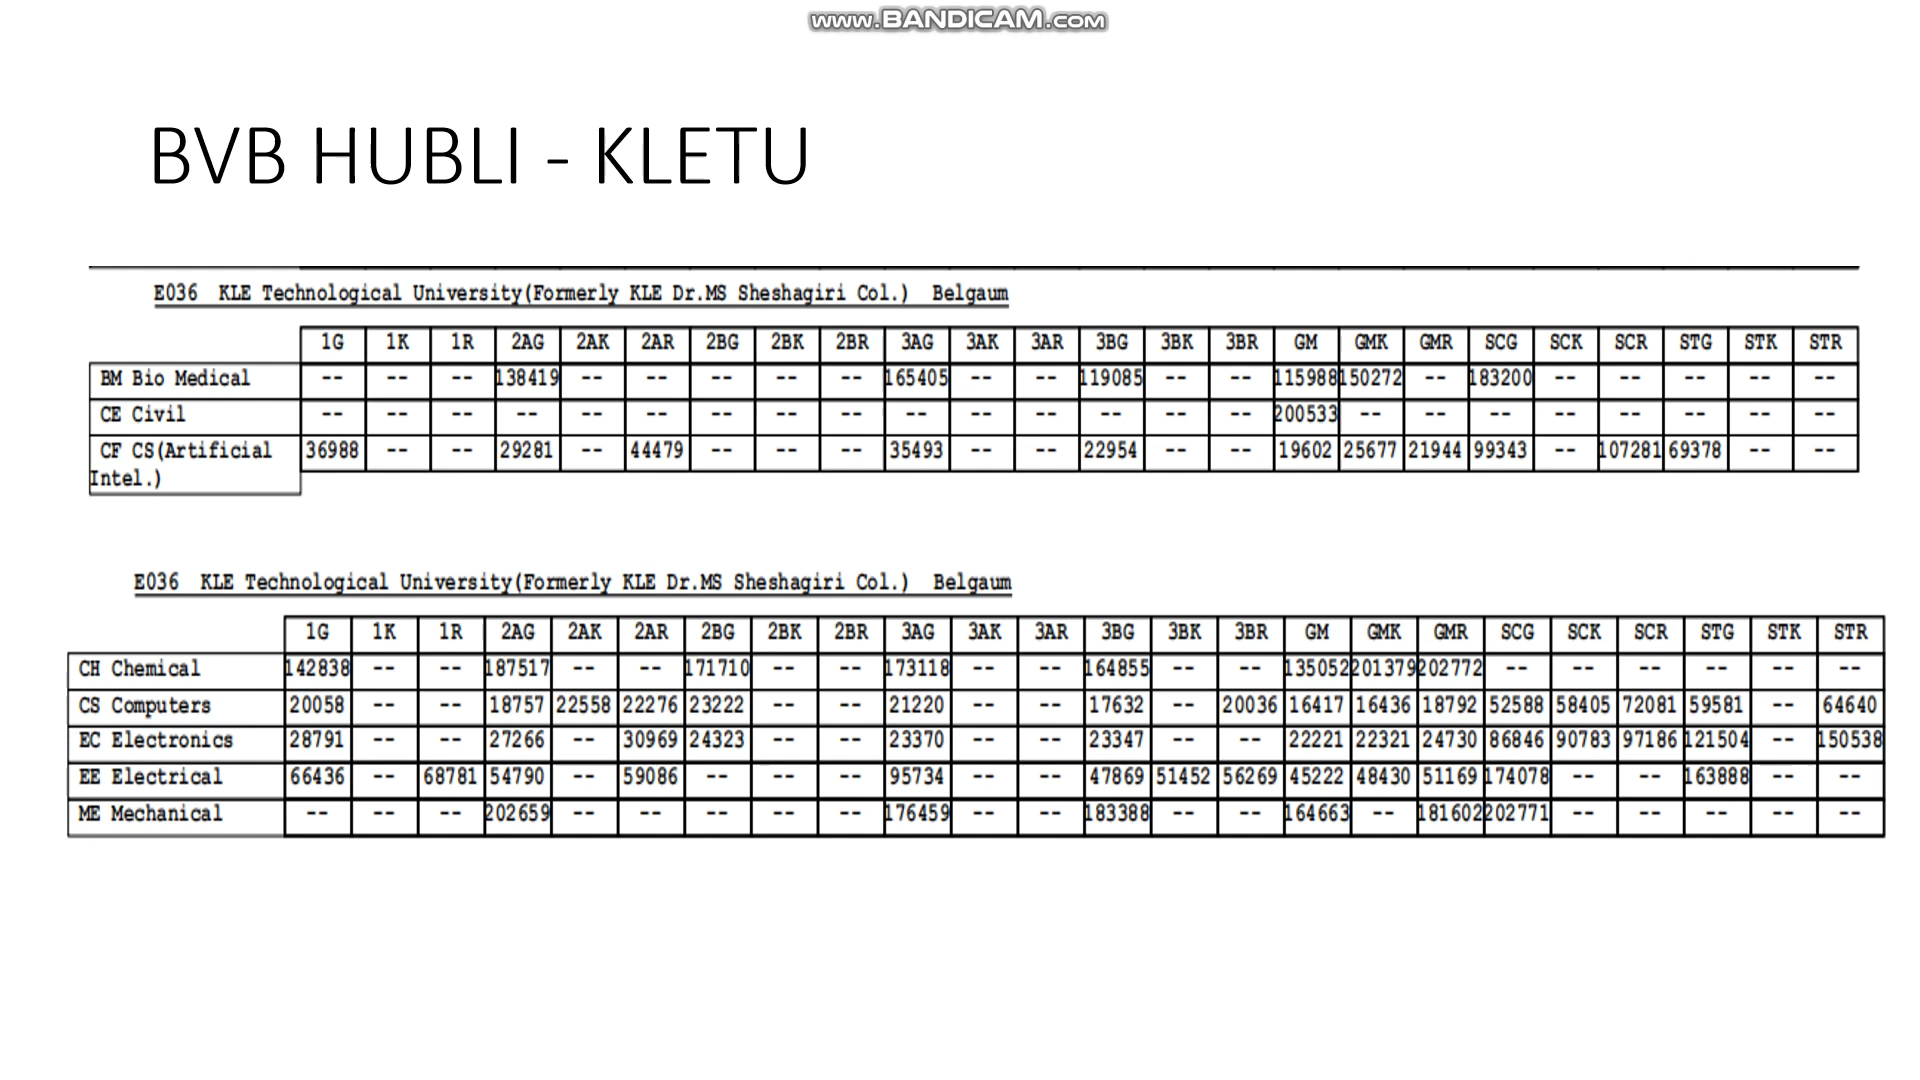 www.BANDICAM.com
BVB HUBLI - KLETU
E036 KLE Technological University(Formerly KLE Dr.MS Sheshagiri Col.) Belgaum
1G 1K 1R 2AG 2AK 2AR 2BG 2BK 2BR 3AG 3AK 3AR 3BG 3BK 3BR GM GMK GMR SCG SCK SCR STG STK STR
BM Bio Medical -- -- -- 138419 -- -- -- -- -- 165405 -- -- 119085 -- -- 115988 150272 -- 183200 -- -- -- -- --
CE Civil -- -- -- -- -- -- -- -- -- -- -- -- -- -- -- 200533 -- -- -- -- -- -- -- --
CF CS(Artificial 36988 -- -- 29281 -- 44479 -- -- -- 35493 -- -- 22954 -- -- 19602 25677 21944 99343 -- 107281 69378 -- --
Intel.)
E036 KLE Technological University(Formerly KLE Dr.MS Sheshagiri Col.) Belgaum
1G 1K 1R 2AG 2AK 2AR 2BG 2BK 2BR 3AG 3AK 3AR 3BG 3BK 3BR GM GMK GMR SCG SCK SCR STG STK STR
CH Chemical 142838 -- -- 187517 -- -- 171710 -- -- 173118 -- -- 164855 -- -- 135052 201379 202772 -- -- -- -- -- --
CS Computers 20058 -- -- 18757 22558 22276 23222 -- -- 21220 -- -- 17632 -- 20036 16417 16436 18792 52588 58405 72081 59581 -- 64640
EC Electronics 28791 -- -- 27266 -- 30969 24323 -- -- 23370 -- -- 23347 -- -- 22221 22321 24730 86846 90783 97186 121504 -- 150538
EE Electrical 66436 -- 68781 54790 -- 59086 -- -- -- 95734 -- -- 47869 51452 56269 45222 48430 51169 174078 -- -- 163888 -- --
ME Mechanical -- -- -- 202659 -- -- -- -- -- 176459 -- -- 183388 -- -- 164663 -- 181602 202771 -- -- -- -- --